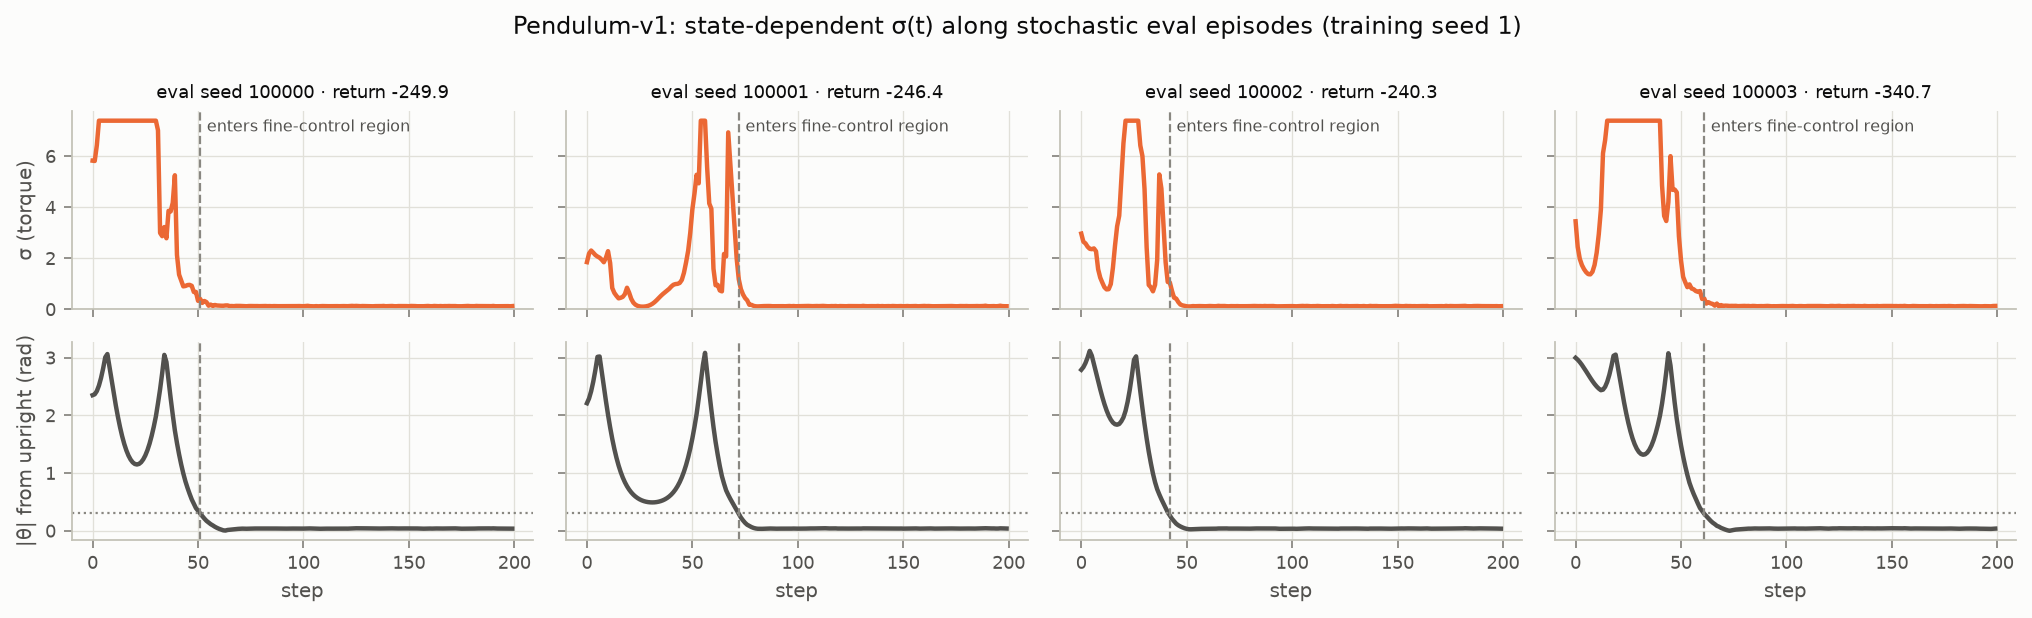 Pendulum-v1: state-dependent σ(t) along stochastic eval episodes (training seed 1)
eval seed 100000 · return -249.9
eval seed 100001 · return -246.4
eval seed 100002 · return -240.3
eval seed 100003 · return -340.7
enters fine-control region
enters fine-control region
enters fine-control region
enters fine-control region
σ (torque)
6
4
2
0
|θ| from upright (rad)
3
2
1
0
0 50 100 150 200
0 50 100 150 200
0 50 100 150 200
0 50 100 150 200
step
step
step
step